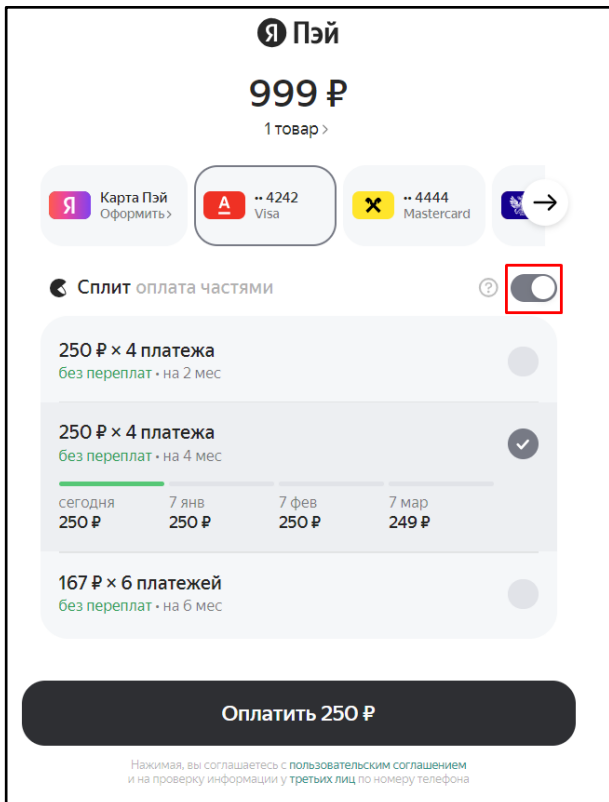 Я Пэй
999 ₽
1 товар >
Я Карта Пэй Оформить >
А •• 4242 Visa
•• 4444 Mastercard
Сплит оплата частями ?
250 ₽ × 4 платежа
без переплат • на 2 мес
250 ₽ × 4 платежа
без переплат • на 4 мес
сегодня 7 янв 7 фев 7 мар
250 ₽ 250 ₽ 250 ₽ 249 ₽
167 ₽ × 6 платежей
без переплат • на 6 мес
Оплатить 250 ₽
Нажимая, вы соглашаетесь с пользовательским соглашением
и на проверку информации у третьих лиц по номеру телефона